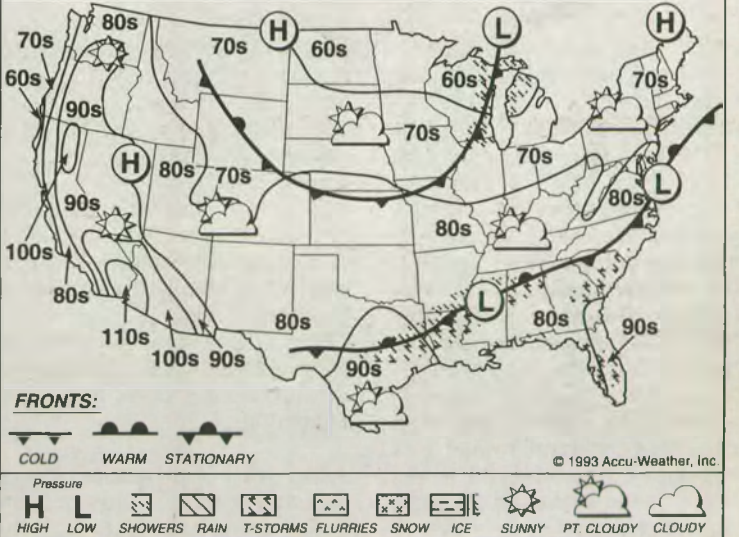 80s
H
L
H
70s
70s
60s
60s
60s
70s
90s
70s
70s
H
80s
70s
L
90s
80s
80s
100s
L
80s
80s
80s
110s
90s
100s
90s
90s
FRONTS:
COLD WARM STATIONARY
© 1993 Accu-Weather, Inc.
Pressure
H L
HIGH LOW SHOWERS RAIN T-STORMS FLURRIES SNOW ICE SUNNY PT. CLOUDY CLOUDY